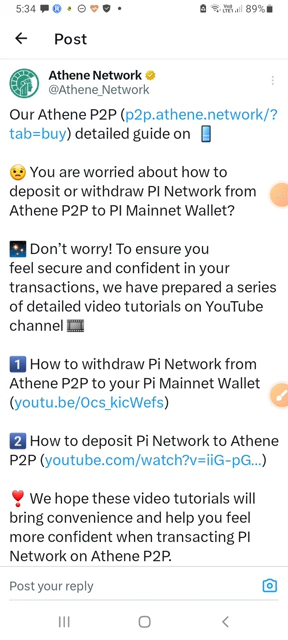 5:34
89%
Post
Athene Network
@Athene_Network
Our Athene P2P (p2p.athene.network/?
tab=buy) detailed guide on 📱
😟 You are worried about how to
deposit or withdraw PI Network from
Athene P2P to PI Mainnet Wallet?
🎇 Don’t worry! To ensure you
feel secure and confident in your
transactions, we have prepared a series
of detailed video tutorials on YouTube
channel 🎞️
1️⃣ How to withdraw Pi Network from
Athene P2P to your Pi Mainnet Wallet
(youtu.be/0cs_kicWefs)
2️⃣ How to deposit Pi Network to Athene
P2P (youtube.com/watch?v=iiG-pG...)
❣️ We hope these video tutorials will
bring convenience and help you feel
more confident when transacting PI
Network on Athene P2P.
Post your reply